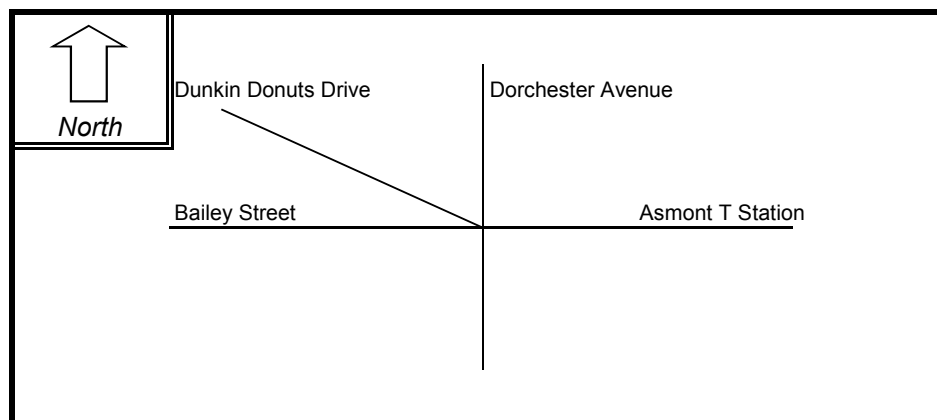 Dunkin Donuts Drive
Dorchester Avenue
North
Bailey Street
Asmont T Station